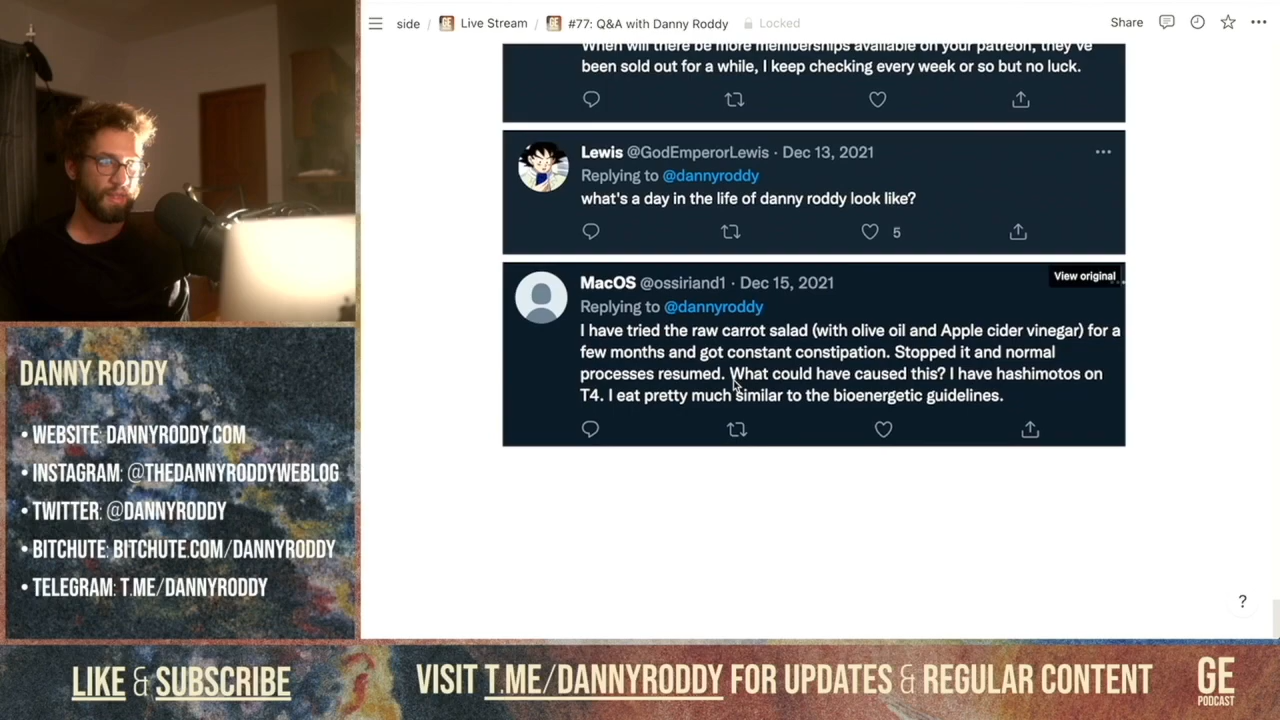 side / Live Stream / #77: Q&A with Danny Roddy Locked
Share
When will there be more memberships available on your patreon, they've
been sold out for a while, I keep checking every week or so but no luck.
Lewis @GodEmperorLewis · Dec 13, 2021
Replying to @dannyroddy
what's a day in the life of danny roddy look like?
5
MacOS @ossiriand1 · Dec 15, 2021
View original
Replying to @dannyroddy
I have tried the raw carrot salad (with olive oil and Apple cider vinegar) for a
few months and got constant constipation. Stopped it and normal
processes resumed. What could have caused this? I have hashimotos on
T4. I eat pretty much similar to the bioenergetic guidelines.
?
DANNY RODDY
• WEBSITE: DANNYRODDY.COM
• INSTAGRAM: @THEDANNYRODDYWEBLOG
• TWITTER: @DANNYRODDY
• BITCHUTE: BITCHUTE.COM/DANNYRODDY
• TELEGRAM: T.ME/DANNYRODDY
LIKE & SUBSCRIBE
VISIT T.ME/DANNYRODDY FOR UPDATES & REGULAR CONTENT
GE
PODCAST